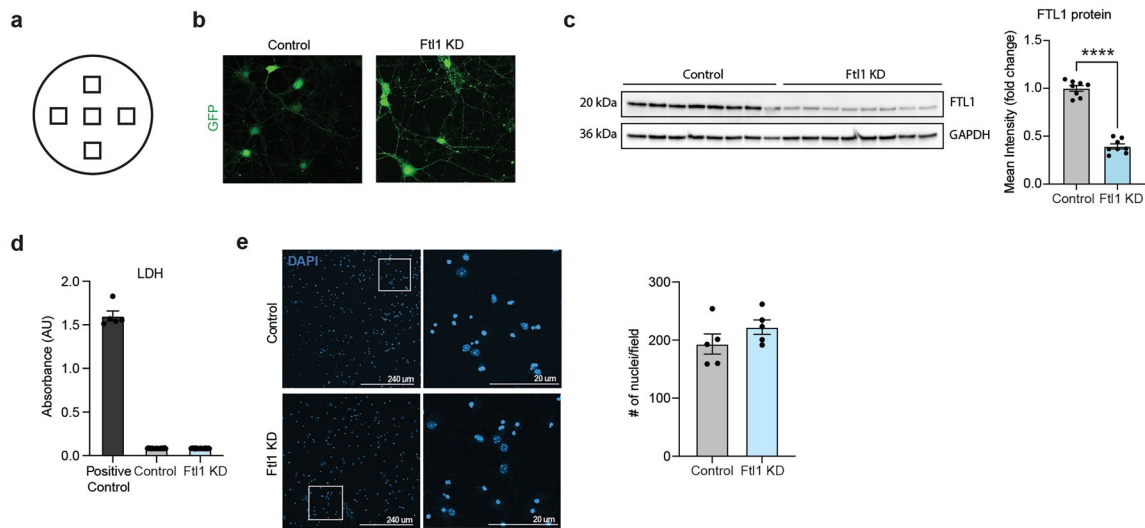 a
b
Control
Ftl1 KD
GFP
c
Control
Ftl1 KD
20 kDa
FTL1
36 kDa
GAPDH
FTL1 protein
Mean Intensity (fold change)
1.5
1.0
0.5
0.0
****
Control
Ftl1 KD
d
LDH
Absorbance (AU)
2.0
1.5
1.0
0.5
0.0
Positive Control
Control
Ftl1 KD
e
DAPI
Control
240 um
20 um
Ftl1 KD
240 um
20 um
# of nuclei/field
300
200
100
0
Control
Ftl1 KD